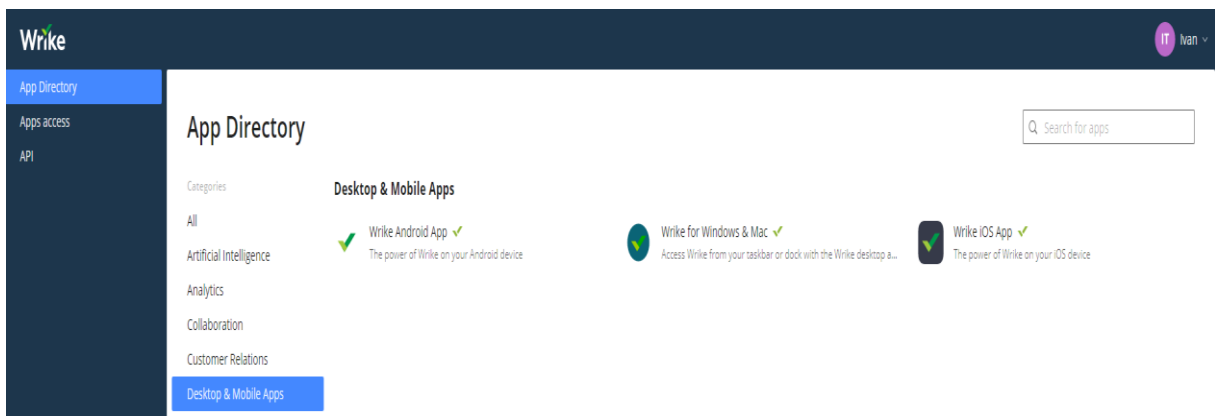 Wrike
IT Ivan
App Directory
Apps access
API
App Directory
Search for apps
Categories
All
Artificial Intelligence
Analytics
Collaboration
Customer Relations
Desktop & Mobile Apps
Desktop & Mobile Apps
Wrike Android App
The power of Wrike on your Android device
Wrike for Windows & Mac
Access Wrike from your taskbar or dock with the Wrike desktop a...
Wrike iOS App
The power of Wrike on your iOS device